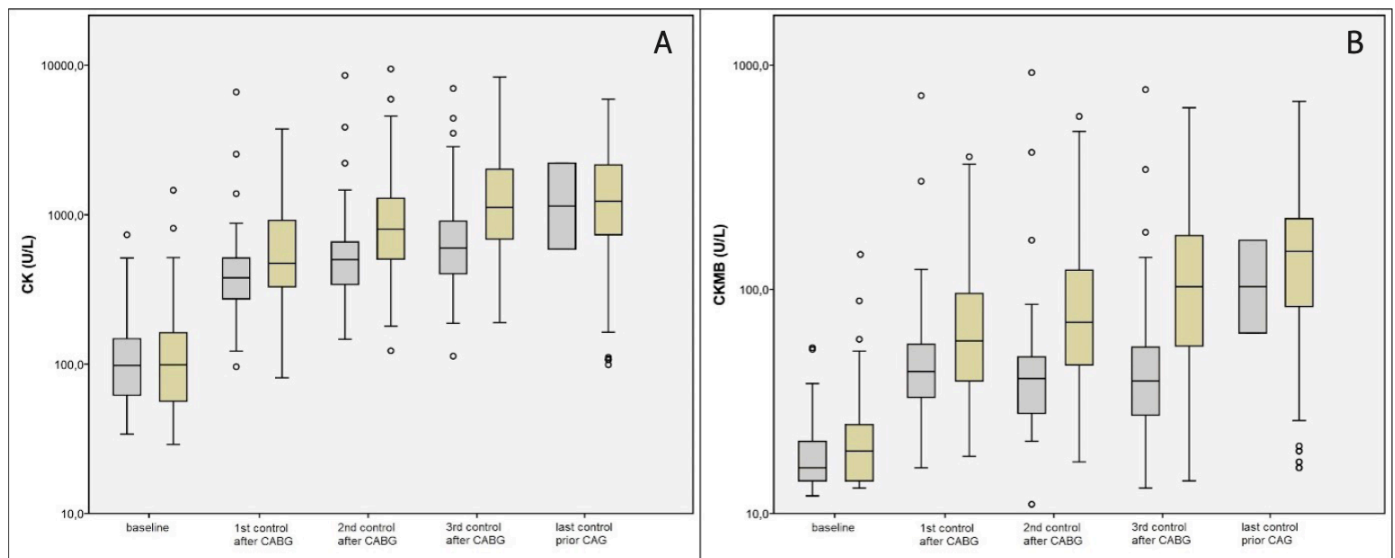 A
CK (U/L)
10000,0
1000,0
100,0
10,0
baseline
1st control
after CABG
2nd control
after CABG
3rd control
after CABG
last control
prior CAG
B
CKMB (U/L)
1000,0
100,0
10,0
baseline
1st control
after CABG
2nd control
after CABG
3rd control
after CABG
last control
prior CAG